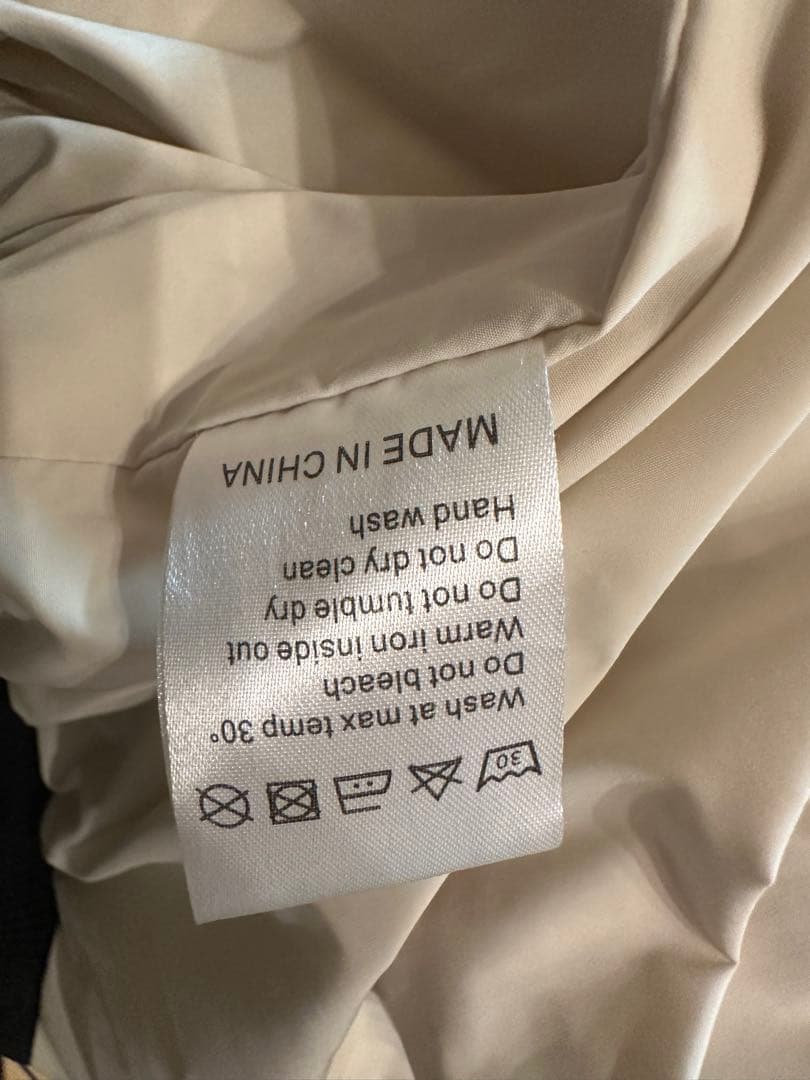 30
Wash at max temp 30°
Do not bleach
Warm iron inside out
Do not tumble dry
Do not dry clean
Hand wash
MADE IN CHINA